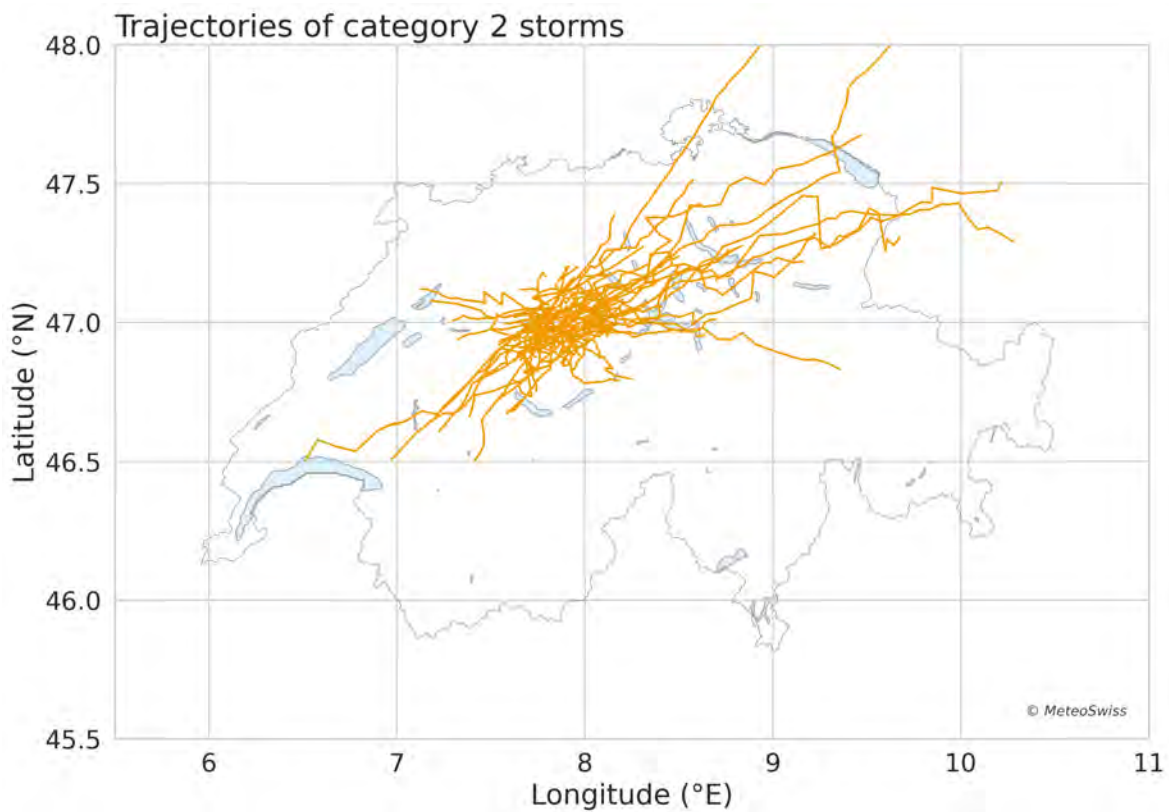 Trajectories of category 2 storms
48.0
47.5
47.0
46.5
46.0
45.5
Latitude (°N)
© MeteoSwiss
6 7 8 9 10 11
Longitude (°E)